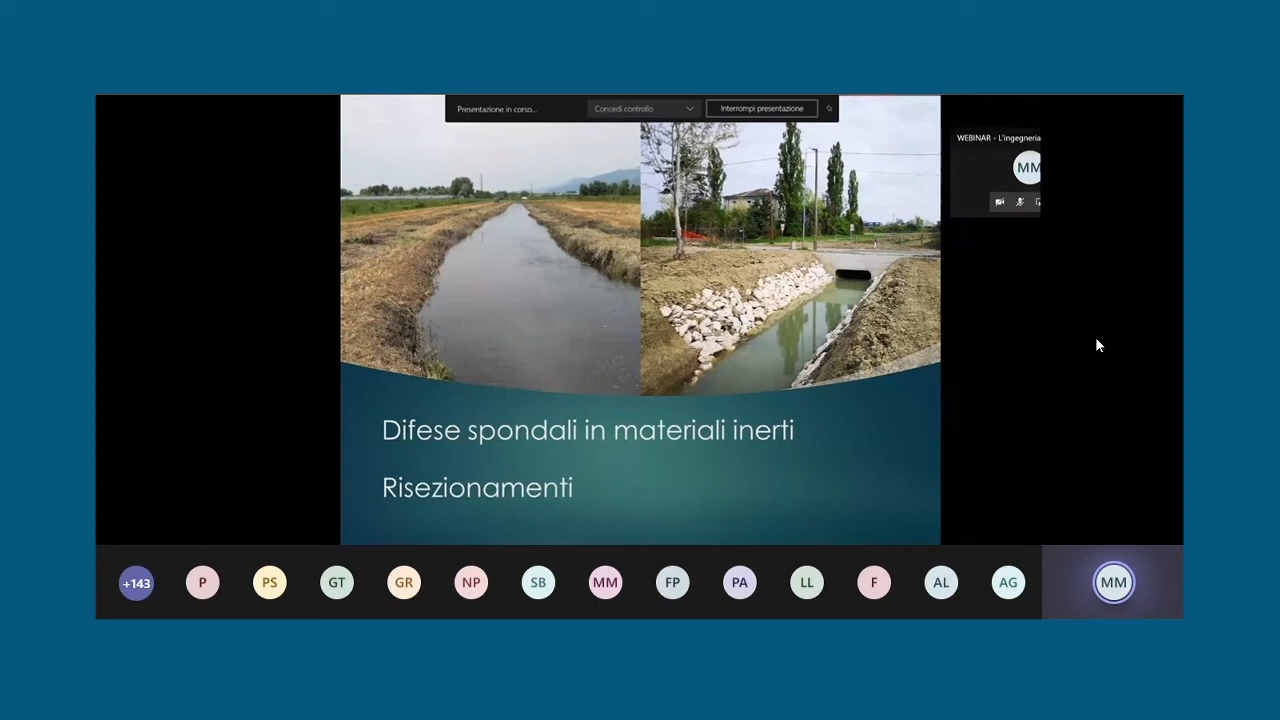 Presentazione in corso...
Concedi controllo
Interrompi presentazione
WEBINAR - L'ingegneria
MM
Difese spondali in materiali inerti
Risezionamenti
+143
P
PS
GT
GR
NP
SB
MM
FP
PA
LL
F
AL
AG
MM